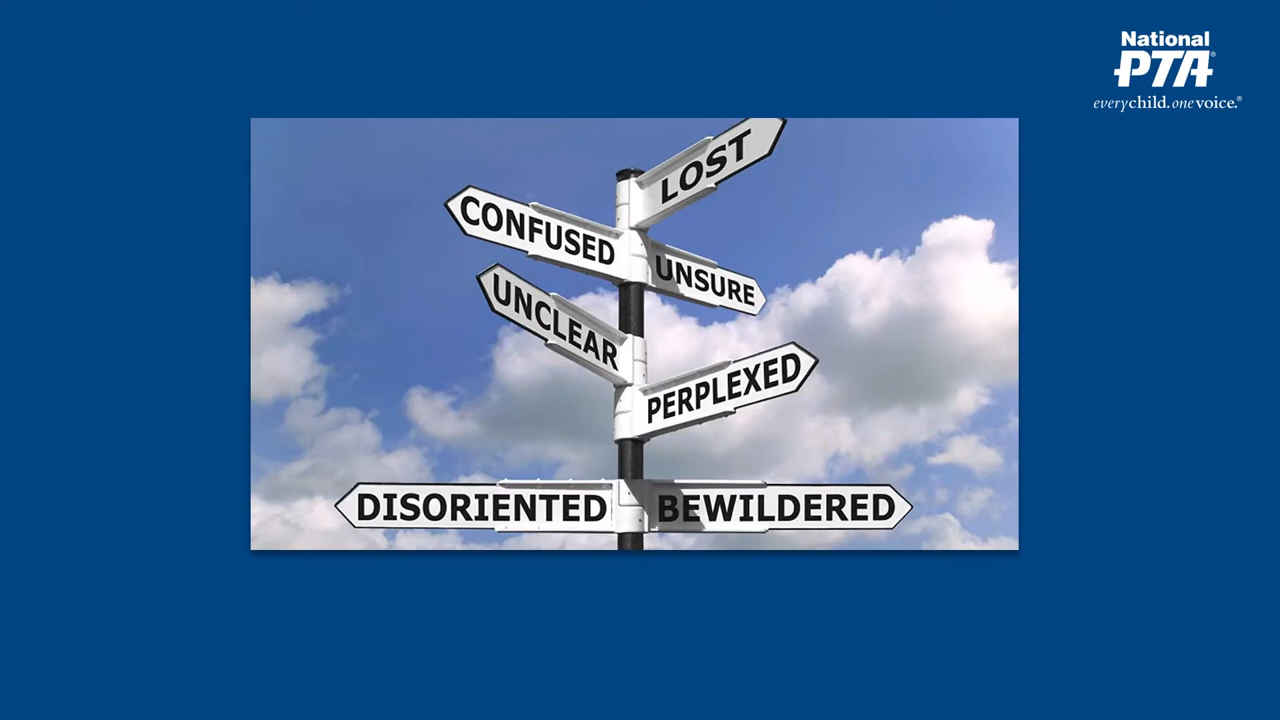 National
PTA®
everychild.onevoice.®
LOST
CONFUSED
UNSURE
UNCLEAR
PERPLEXED
DISORIENTED
BEWILDERED